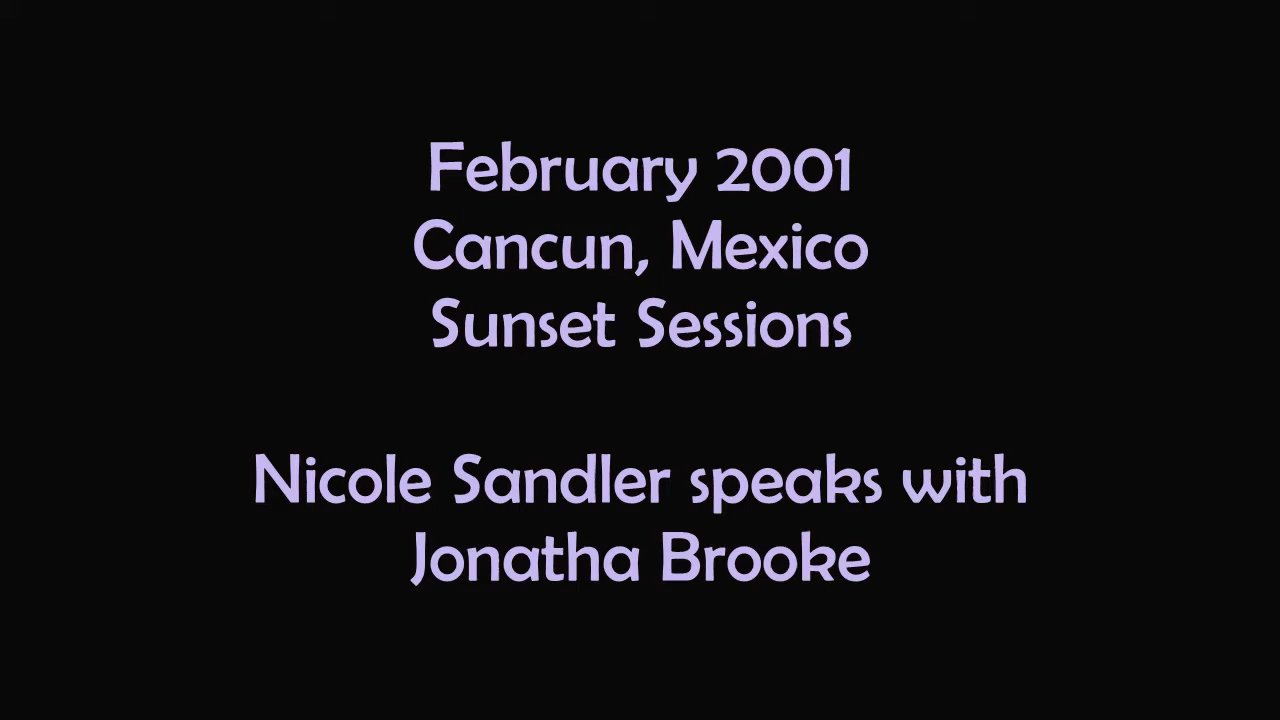 February 2001
Cancun, Mexico
Sunset Sessions
Nicole Sandler speaks with
Jonatha Brooke